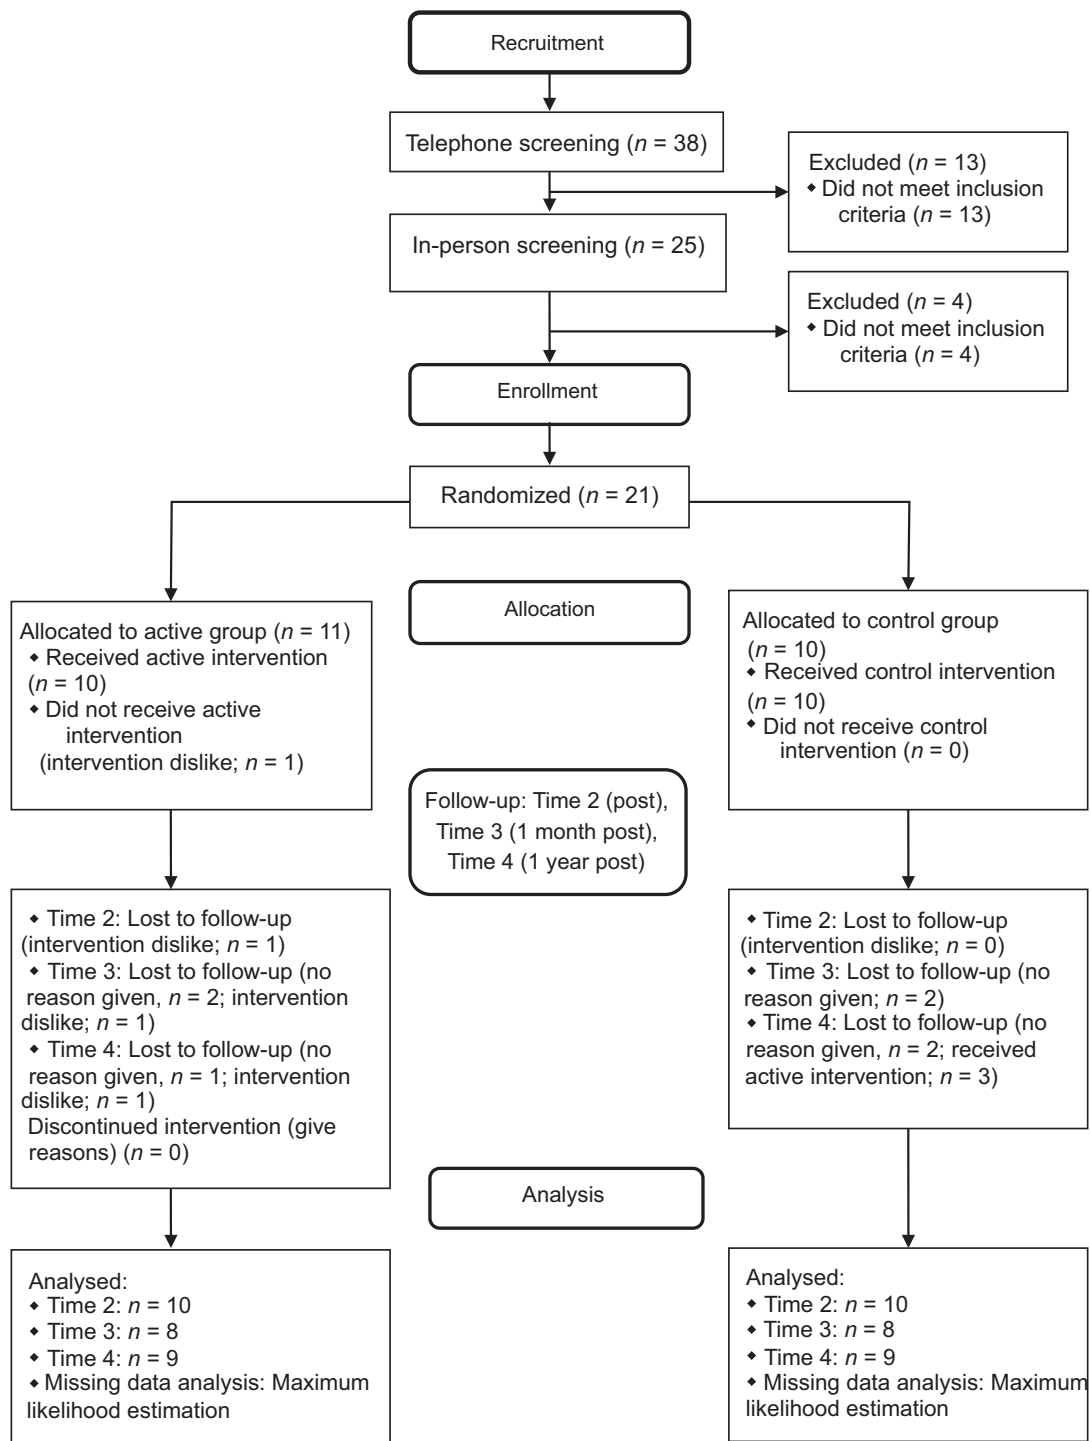 Recruitment
Telephone screening (n = 38)
Excluded (n = 13)
◆ Did not meet inclusion
criteria (n = 13)
In-person screening (n = 25)
Excluded (n = 4)
◆ Did not meet inclusion
criteria (n = 4)
Enrollment
Randomized (n = 21)
Allocation
Allocated to active group (n = 11)
◆ Received active intervention
(n = 10)
◆ Did not receive active
intervention
(intervention dislike; n = 1)
Allocated to control group
(n = 10)
◆ Received control intervention
(n = 10)
◆ Did not receive control
intervention (n = 0)
Follow-up: Time 2 (post),
Time 3 (1 month post),
Time 4 (1 year post)
◆ Time 2: Lost to follow-up
(intervention dislike; n = 1)
◆ Time 3: Lost to follow-up (no
reason given, n = 2; intervention
dislike; n = 1)
◆ Time 4: Lost to follow-up (no
reason given, n = 1; intervention
dislike; n = 1)
Discontinued intervention (give
reasons) (n = 0)
◆ Time 2: Lost to follow-up
(intervention dislike; n = 0)
◆ Time 3: Lost to follow-up (no
reason given; n = 2)
◆ Time 4: Lost to follow-up (no
reason given, n = 2; received
active intervention; n = 3)
Analysis
Analysed:
◆ Time 2: n = 10
◆ Time 3: n = 8
◆ Time 4: n = 9
◆ Missing data analysis: Maximum
likelihood estimation
Analysed:
◆ Time 2: n = 10
◆ Time 3: n = 8
◆ Time 4: n = 9
◆ Missing data analysis: Maximum
likelihood estimation